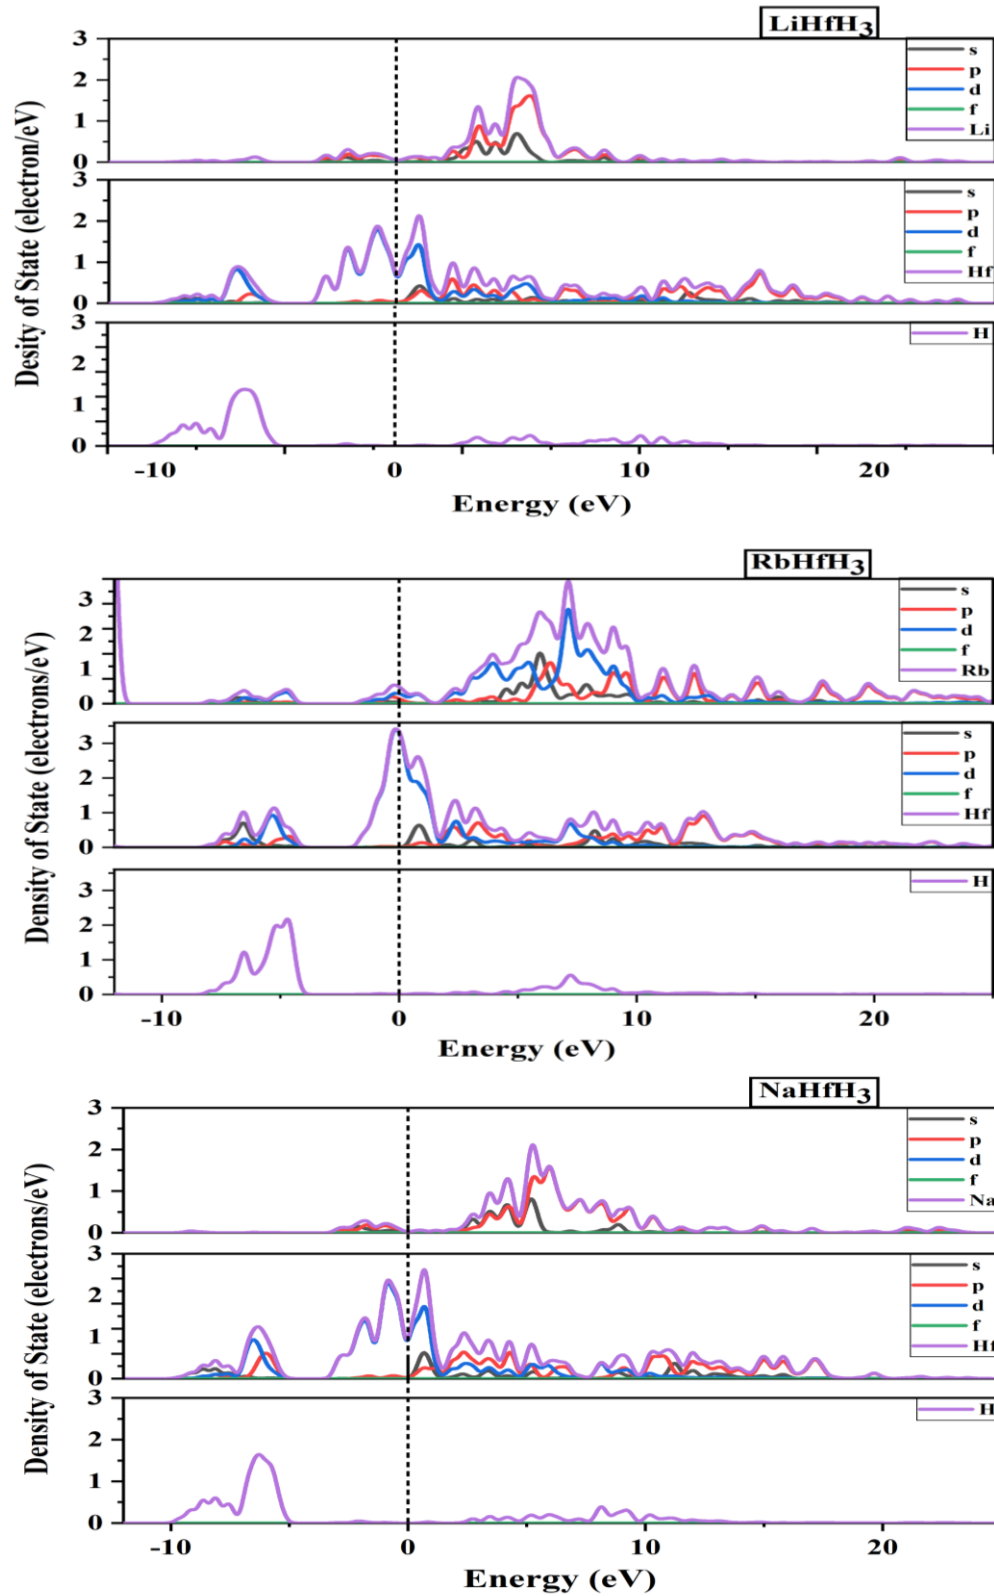 LiHfH3
Desity of State (electron/eV)
3
2
1
0
s
p
d
f
Li
3
2
1
0
s
p
d
f
Hf
3
2
1
0
H
-10 0 10 20
Energy (eV)
RbHfH3
Density of State (electrons/eV)
3
2
1
0
s
p
d
f
Rb
3
2
1
0
s
p
d
f
Hf
3
2
1
0
H
-10 0 10 20
Energy (eV)
NaHfH3
Density of State (electrons/eV)
3
2
1
0
s
p
d
f
Na
3
2
1
0
s
p
d
f
Hf
3
2
1
0
H
-10 0 10 20
Energy (eV)